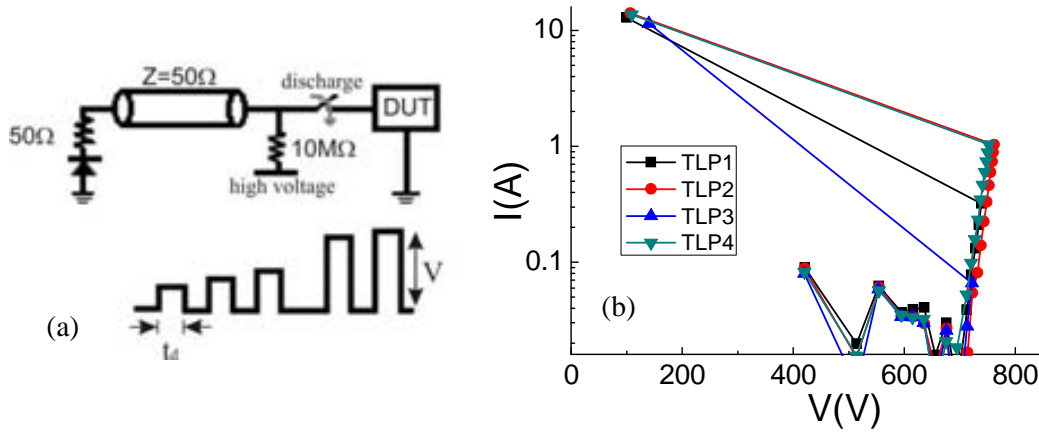 Z=50Ω
discharge
DUT
50Ω
10MΩ
high voltage
V
(a)
t_d
I(A)
10
1
0.1
TLP1
TLP2
TLP3
TLP4
(b)
0 200 400 600 800
V(V)